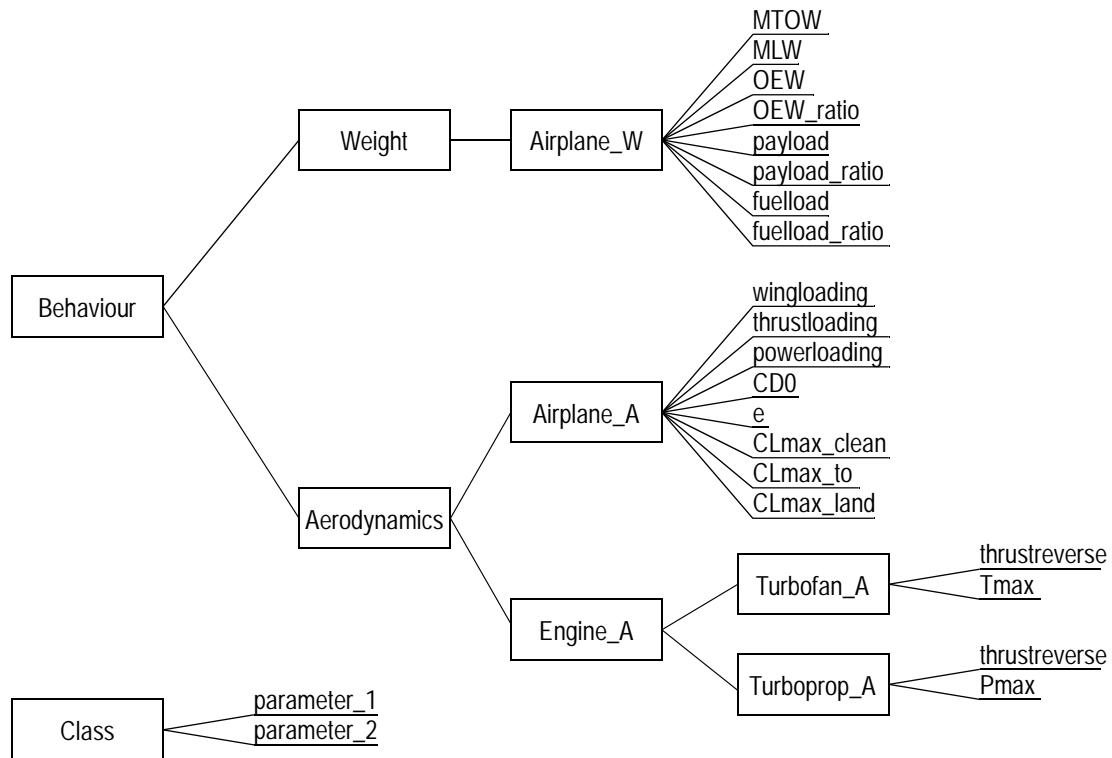 MTOW
MLW
OEW
OEW_ratio
payload
payload_ratio
fuelload
fuelload_ratio
Weight
Airplane_W
Behaviour
wingloading
thrustloading
powerloading
CD0
e
CLmax_clean
CLmax_to
CLmax_land
Airplane_A
Aerodynamics
Engine_A
Turbofan_A
thrustreverse
Tmax
Turboprop_A
thrustreverse
Pmax
Class
parameter_1
parameter_2